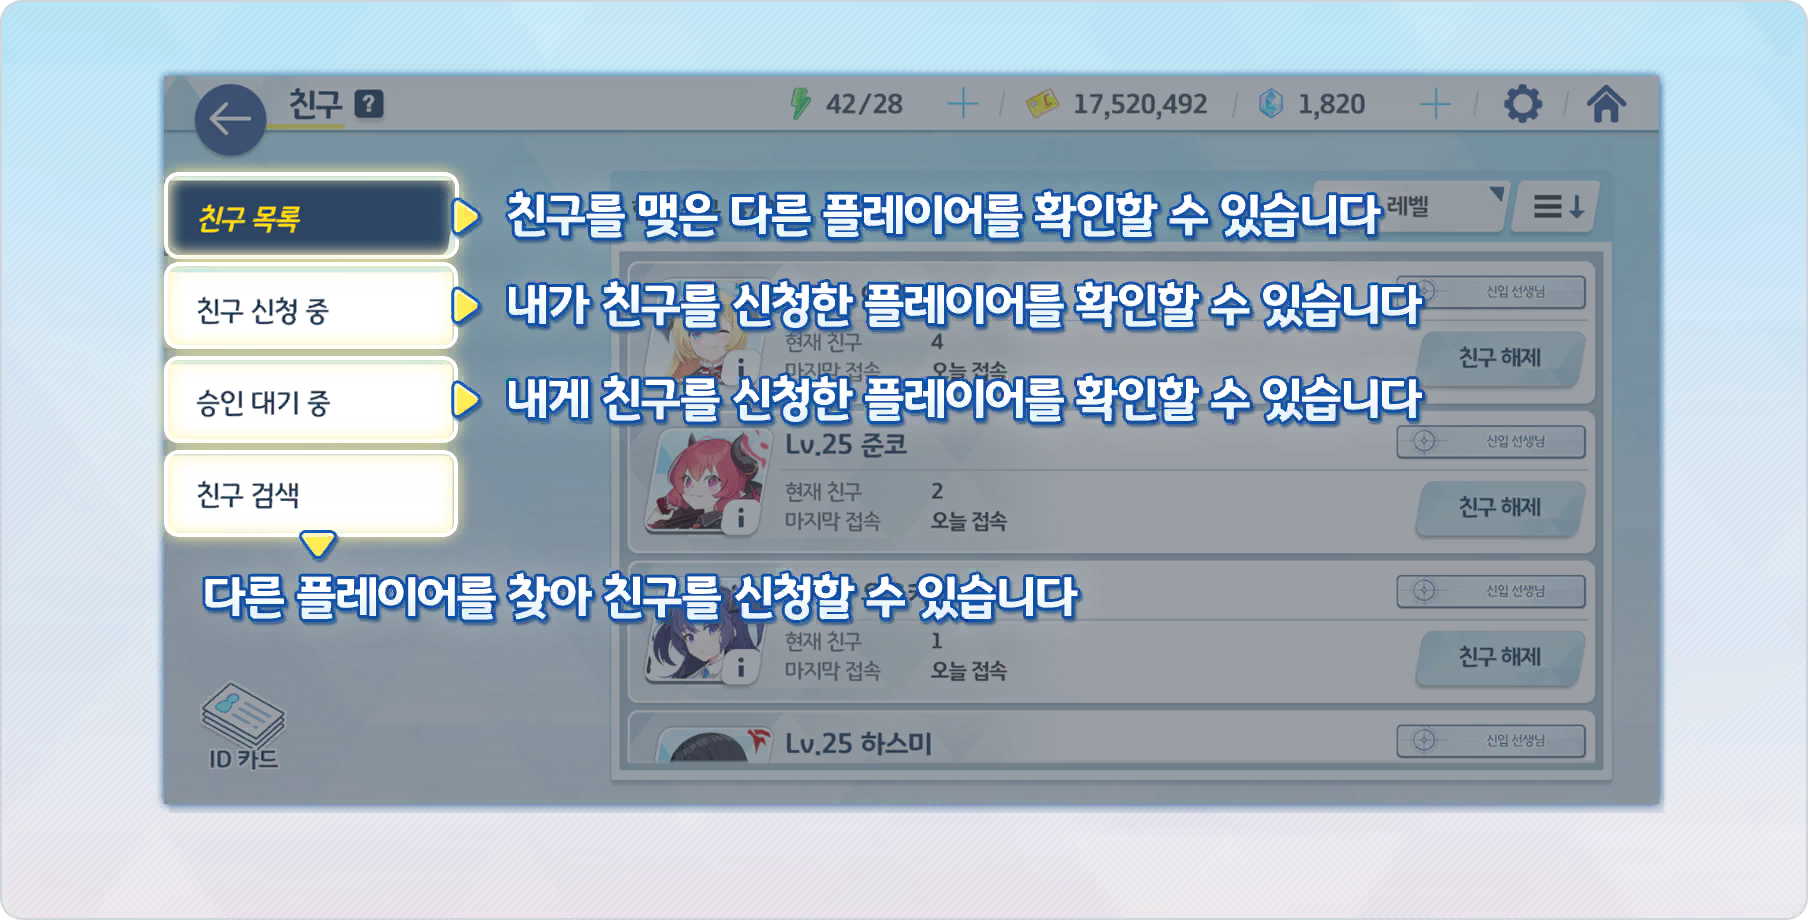 친구 ?
42/28
17,520,492
1,820
친구 목록
친구를 맺은 다른 플레이어를 확인할 수 있습니다
레벨
친구 신청 중
내가 친구를 신청한 플레이어를 확인할 수 있습니다
신입 선생님
현재 친구 4
마지막 접속 오늘 접속
친구 해제
승인 대기 중
내게 친구를 신청한 플레이어를 확인할 수 있습니다
Lv.25 준코
신입 선생님
현재 친구 2
마지막 접속 오늘 접속
친구 해제
친구 검색
다른 플레이어를 찾아 친구를 신청할 수 있습니다
신입 선생님
현재 친구 1
마지막 접속 오늘 접속
친구 해제
ID 카드
Lv.25 하스미
신입 선생님